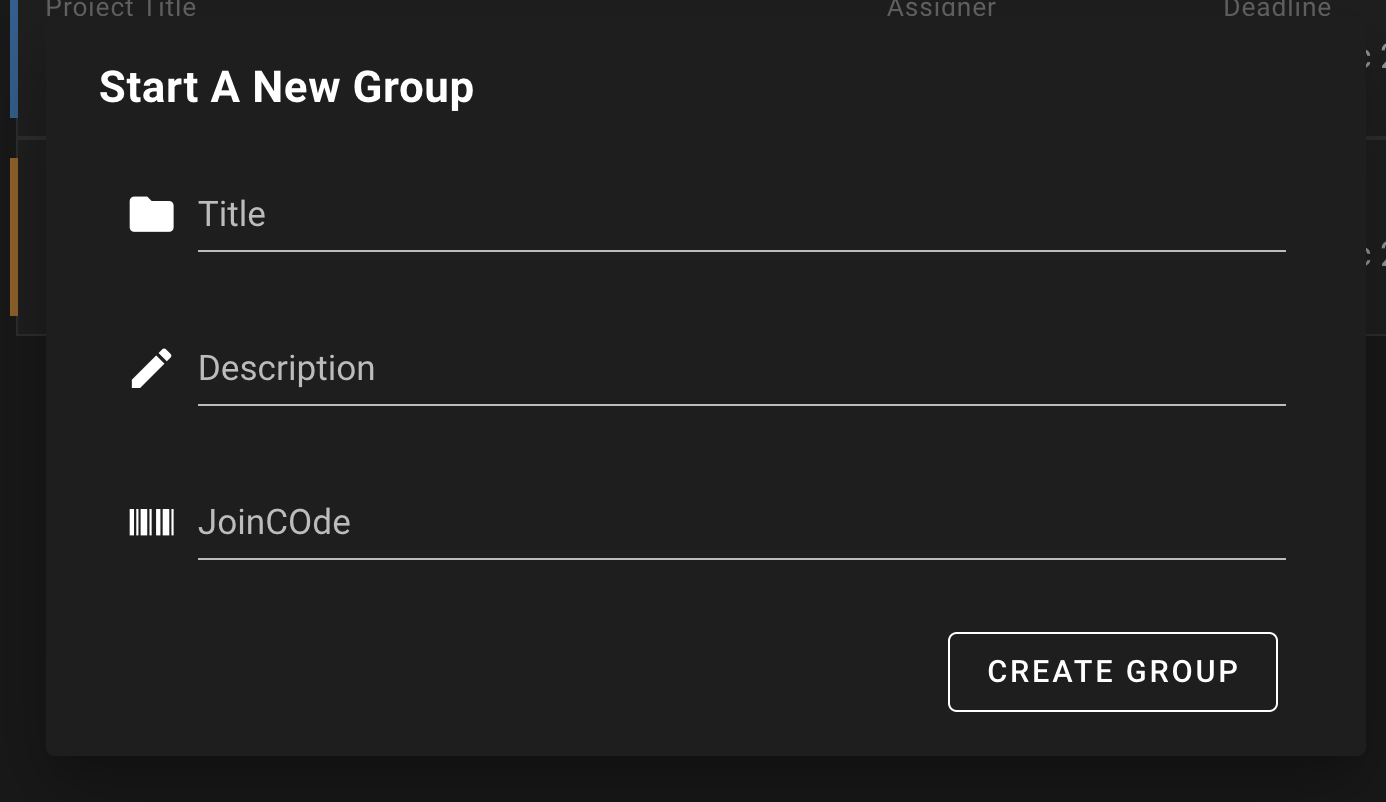 Project Title Assigner Deadline
Start A New Group
Title
Description
JoinCOde
CREATE GROUP